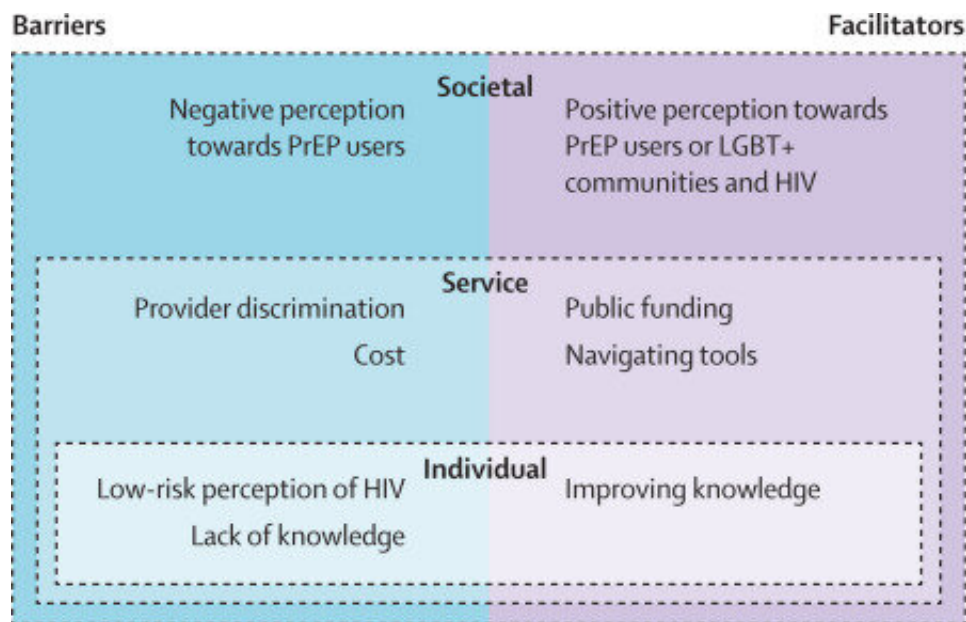 Barriers
Facilitators
Societal
Negative perception
towards PrEP users
Positive perception towards
PrEP users or LGBT+
communities and HIV
Service
Provider discrimination
Cost
Public funding
Navigating tools
Individual
Low-risk perception of HIV
Lack of knowledge
Improving knowledge